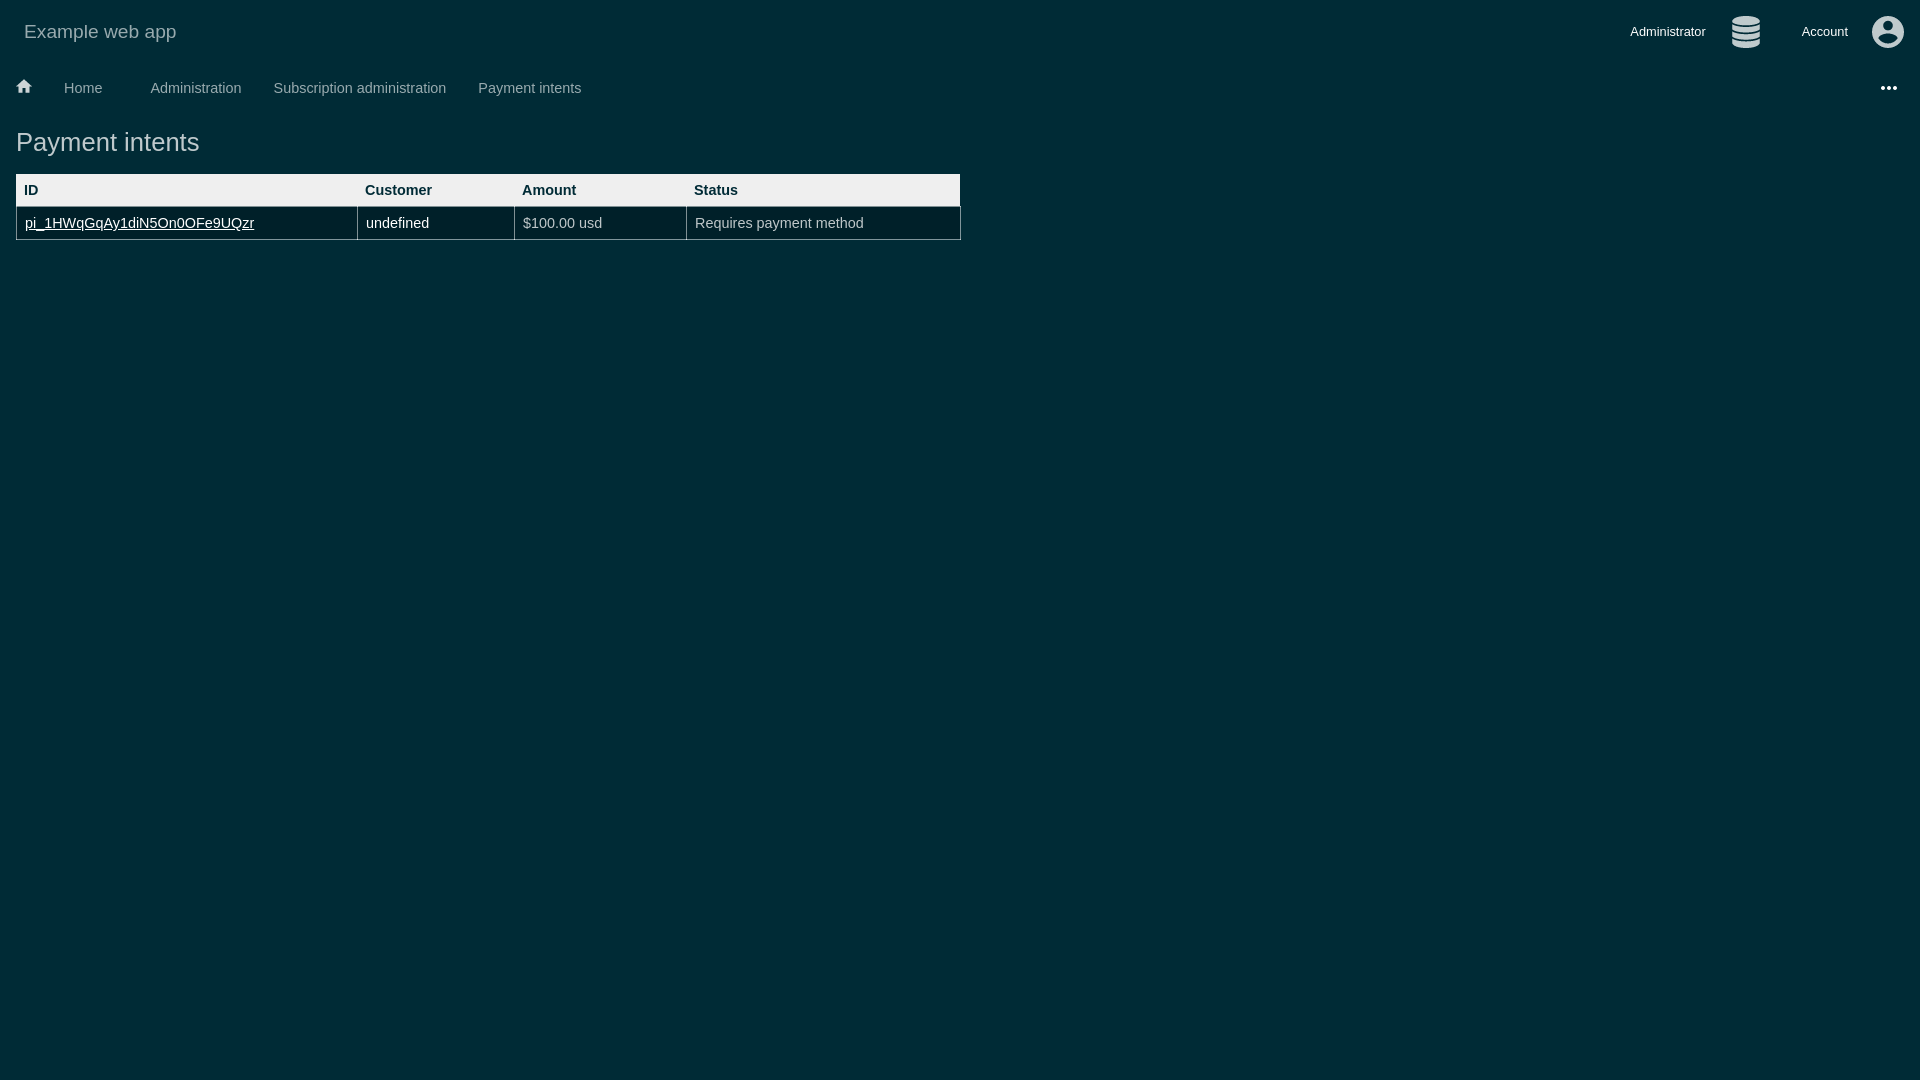 Example web app
Administrator
Account
Home
Administration
Subscription administration
Payment intents
Payment intents
ID Customer Amount Status
pi_1HWqGqAy1diN5On0OFe9UQzr undefined $100.00 usd Requires payment method